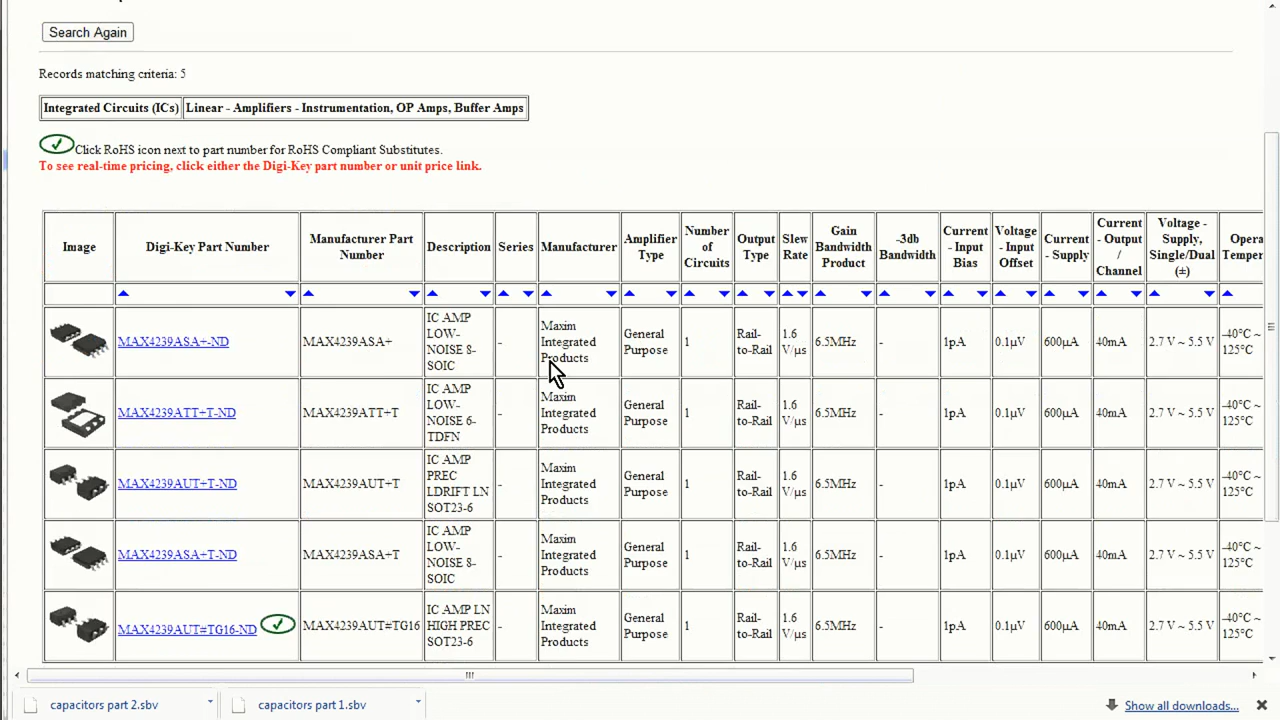 Search Again
Records matching criteria: 5
Integrated Circuits (ICs) Linear - Amplifiers - Instrumentation, OP Amps, Buffer Amps
Click RoHS icon next to part number for RoHS Compliant Substitutes.
To see real-time pricing, click either the Digi-Key part number or unit price link.
Image Digi-Key Part Number Manufacturer Part Number Description Series Manufacturer Amplifier Type Number of Circuits Output Type Slew Rate Gain Bandwidth Product -3db Bandwidth Current - Input Bias Voltage - Input Offset Current - Supply Current - Output / Channel Voltage - Supply, Single/Dual (±)
MAX4239ASA+-ND MAX4239ASA+ IC AMP LOW-NOISE 8-SOIC - Maxim Integrated Products General Purpose 1 Rail-to-Rail 1.6 V/µs 6.5MHz - 1pA 0.1µV 600µA 40mA 2.7 V ~ 5.5 V -40°C ~ 125°C
MAX4239ATT+T-ND MAX4239ATT+T IC AMP LOW-NOISE 6-TDFN - Maxim Integrated Products General Purpose 1 Rail-to-Rail 1.6 V/µs 6.5MHz - 1pA 0.1µV 600µA 40mA 2.7 V ~ 5.5 V -40°C ~ 125°C
MAX4239AUT+T-ND MAX4239AUT+T IC AMP PREC LDRIFT LN SOT23-6 - Maxim Integrated Products General Purpose 1 Rail-to-Rail 1.6 V/µs 6.5MHz - 1pA 0.1µV 600µA 40mA 2.7 V ~ 5.5 V -40°C ~ 125°C
MAX4239ASA+T-ND MAX4239ASA+T IC AMP LOW-NOISE 8-SOIC - Maxim Integrated Products General Purpose 1 Rail-to-Rail 1.6 V/µs 6.5MHz - 1pA 0.1µV 600µA 40mA 2.7 V ~ 5.5 V -40°C ~ 125°C
MAX4239AUT#TG16-ND MAX4239AUT#TG16 IC AMP LN HIGH PREC SOT23-6 - Maxim Integrated Products General Purpose 1 Rail-to-Rail 1.6 V/µs 6.5MHz - 1pA 0.1µV 600µA 40mA 2.7 V ~ 5.5 V -40°C ~ 125°C
capacitors part 2.sbv capacitors part 1.sbv Show all downloads...